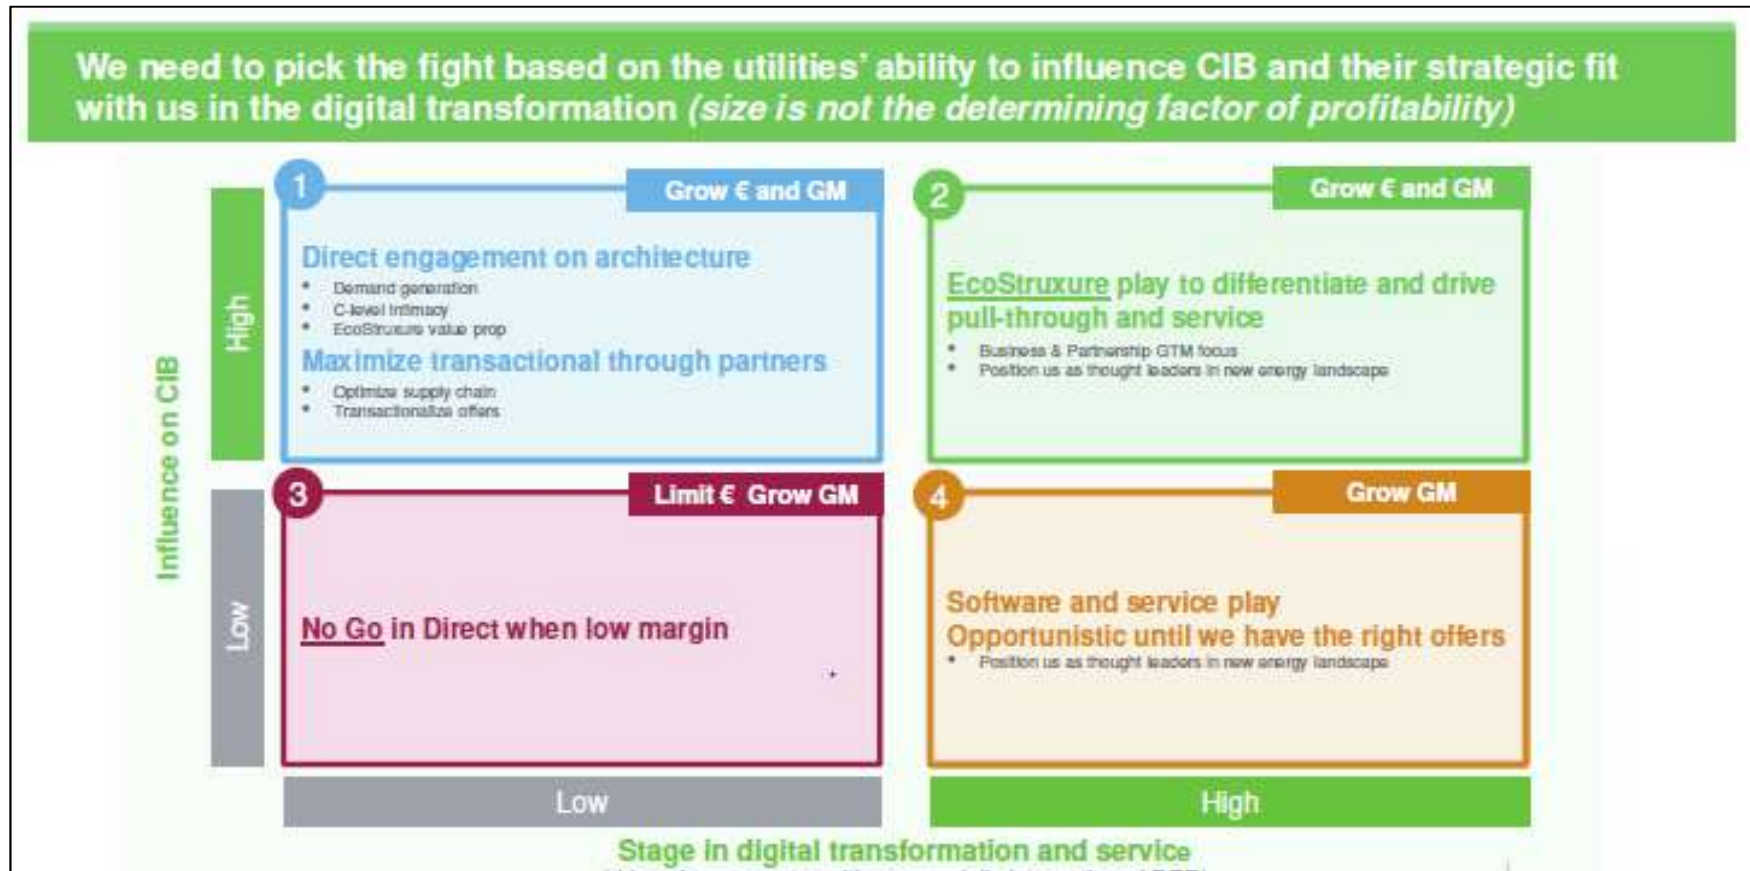 We need to pick the fight based on the utilities' ability to influence CIB and their strategic fit
with us in the digital transformation (size is not the determining factor of profitability)
1
Grow € and GM
Direct engagement on architecture
• Demand generation
• C-level intimacy
• EcoStruxure value prop
Maximize transactional through partners
• Optimize supply chain
• Transactionalize offers
2
Grow € and GM
EcoStruxure play to differentiate and drive
pull-through and service
• Business & Partnership GTM focus
• Position us as thought leaders in new energy landscape
Influence on CIB
High
Low
3
Limit € Grow GM
No Go in Direct when low margin
4
Grow GM
Software and service play
Opportunistic until we have the right offers
• Position us as thought leaders in new energy landscape
Low
High
Stage in digital transformation and service